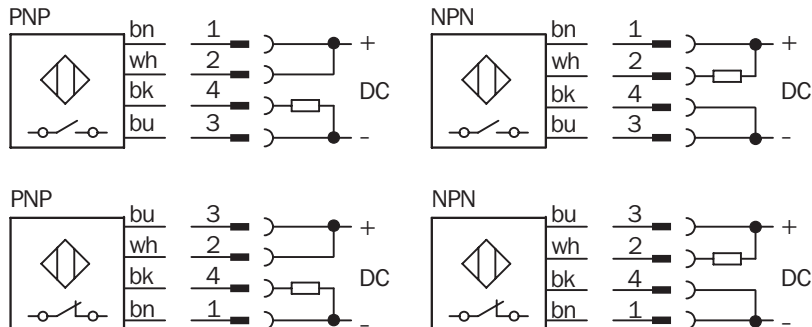 PNP
bn 1 +
wh 2
bk 4 DC
bu 3 -
NPN
bn 1 +
wh 2
bk 4 DC
bu 3 -
PNP
bu 3 +
wh 2
bk 4 DC
bn 1 -
NPN
bu 3 +
wh 2
bk 4 DC
bn 1 -